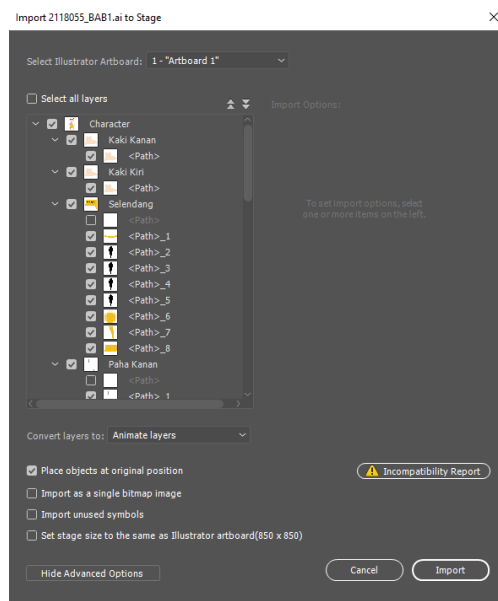 Import 2118055_BAB1.ai to Stage
Select Illustrator Artboard: 1 - "Artboard 1"
Select all layers
Import Options:
Character
Kaki Kanan
<Path>
Kaki Kiri
<Path>
Selendang
<Path>
<Path>_1
<Path>_2
<Path>_3
<Path>_4
<Path>_5
<Path>_6
<Path>_7
<Path>_8
Paha Kanan
<Path>
<Path>_1
To set import options, select
one or more items on the left.
Convert layers to: Animate layers
Place objects at original position
Incompatibility Report
Import as a single bitmap image
Import unused symbols
Set stage size to the same as Illustrator artboard(850 x 850)
Hide Advanced Options
Cancel
Import